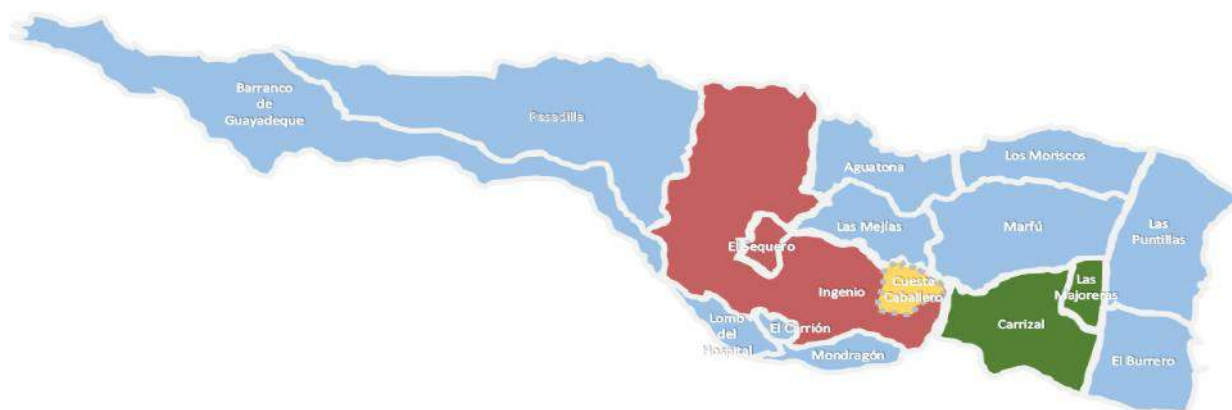 Barranco
de
Guayadeque
Pasadilla
Aguatona
Los Moriscos
Las Mejías
Marfú
Las
Puntillas
El Sequero
Ingenio
Cuesta
Caballero
Las
Majoreras
Carrizal
Lomo
del
Hospital
El Carrión
Mondragón
El Burrero